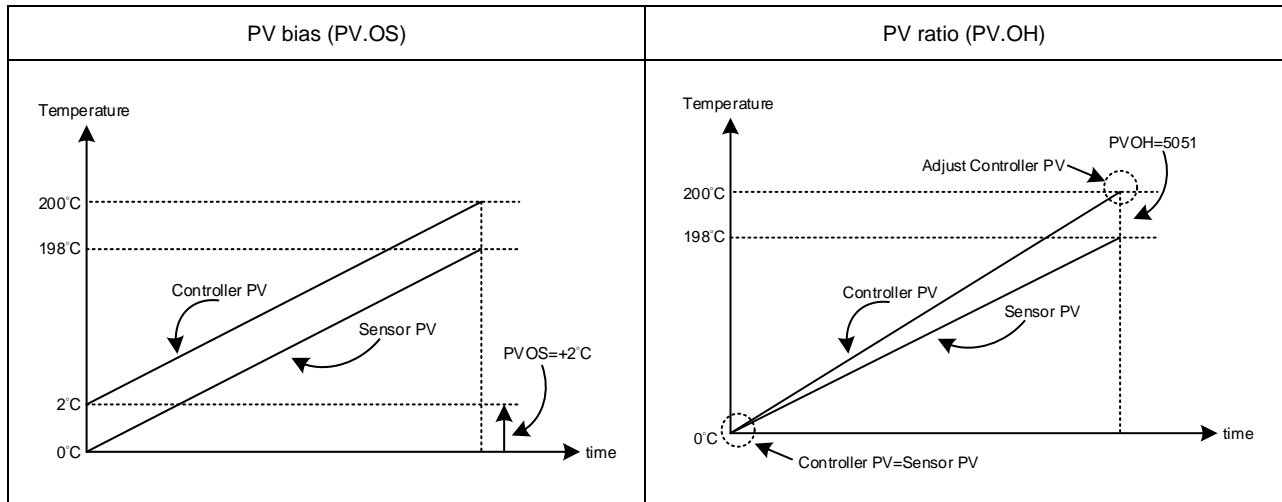 PV bias (PV.OS)
PV ratio (PV.OH)
Temperature
200°C
198°C
Controller PV
Sensor PV
PVOS=+2°C
2°C
0°C
time
Temperature
PVOH=5051
Adjust Controller PV
200°C
198°C
Controller PV
Sensor PV
0°C
time
Controller PV=Sensor PV